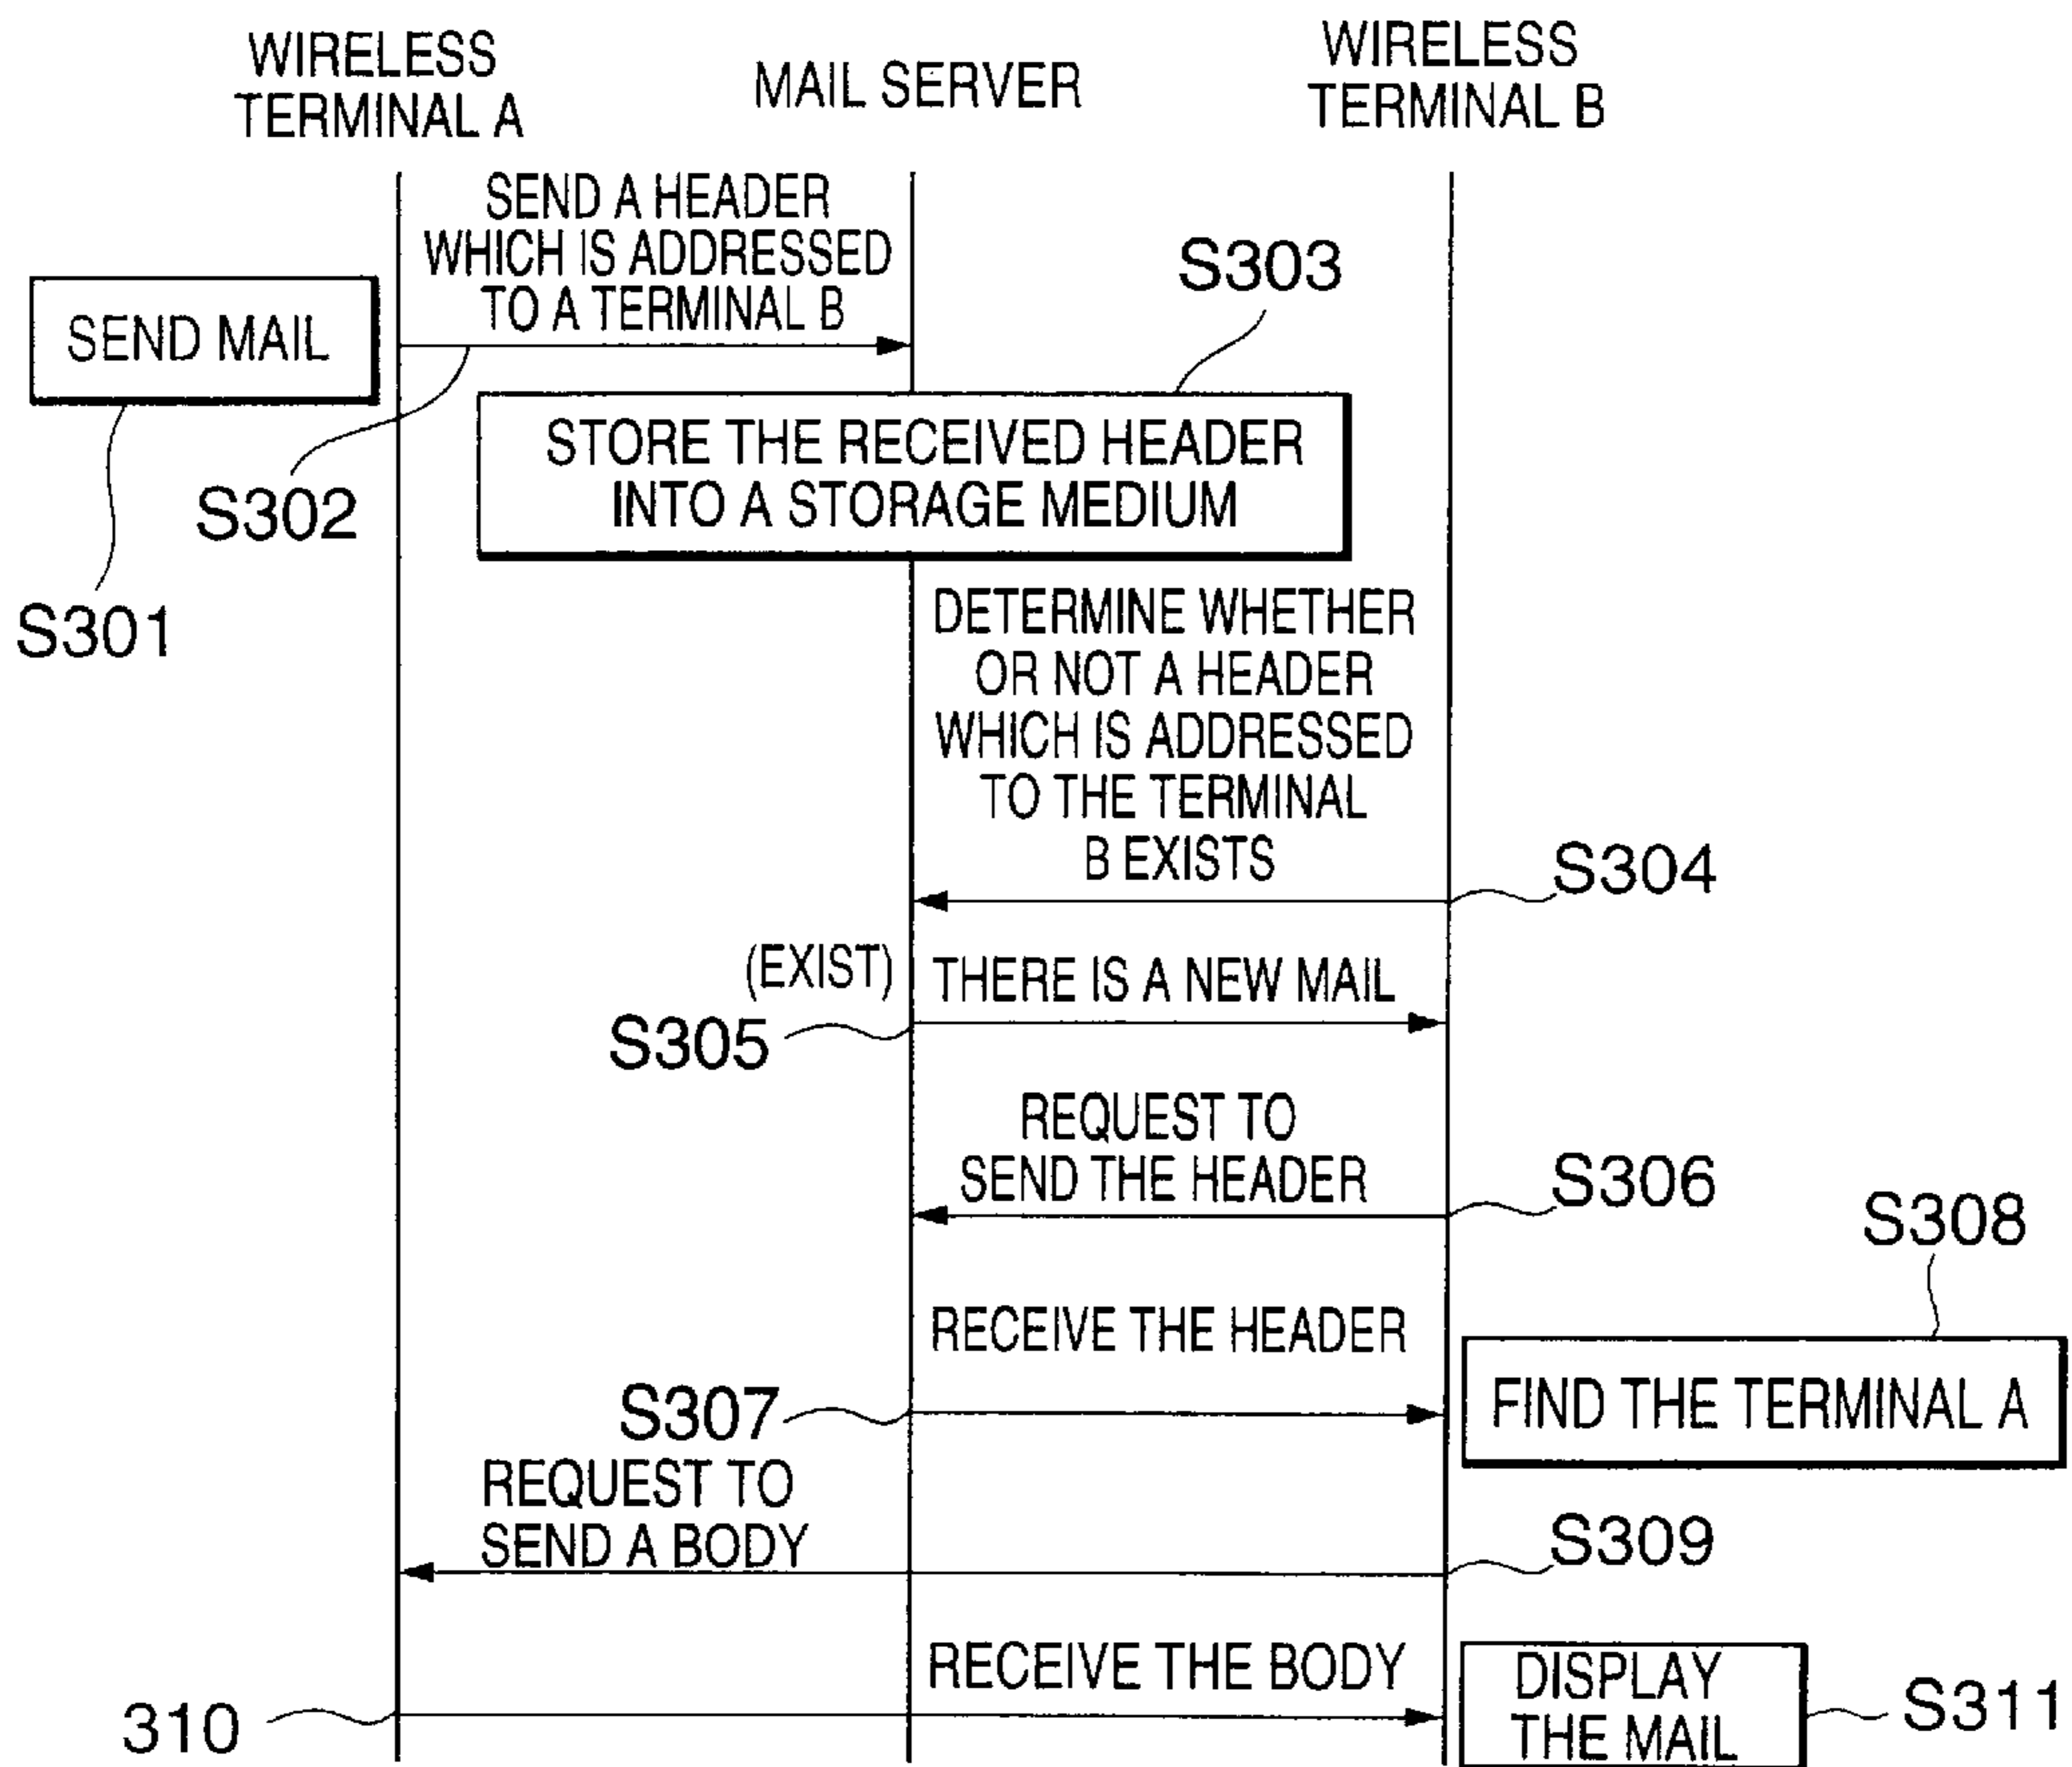 WIRELESS
TERMINAL A
MAIL SERVER
WIRELESS
TERMINAL B
SEND A HEADER
WHICH IS ADDRESSED
TO A TERMINAL B
S303
SEND MAIL
STORE THE RECEIVED HEADER
INTO A STORAGE MEDIUM
S302
S301
DETERMINE WHETHER
OR NOT A HEADER
WHICH IS ADDRESSED
TO THE TERMINAL
B EXISTS
S304
(EXIST)
THERE IS A NEW MAIL
S305
REQUEST TO
SEND THE HEADER
S306
S308
RECEIVE THE HEADER
FIND THE TERMINAL A
S307
REQUEST TO
SEND A BODY
S309
RECEIVE THE BODY
DISPLAY
THE MAIL
310
S311